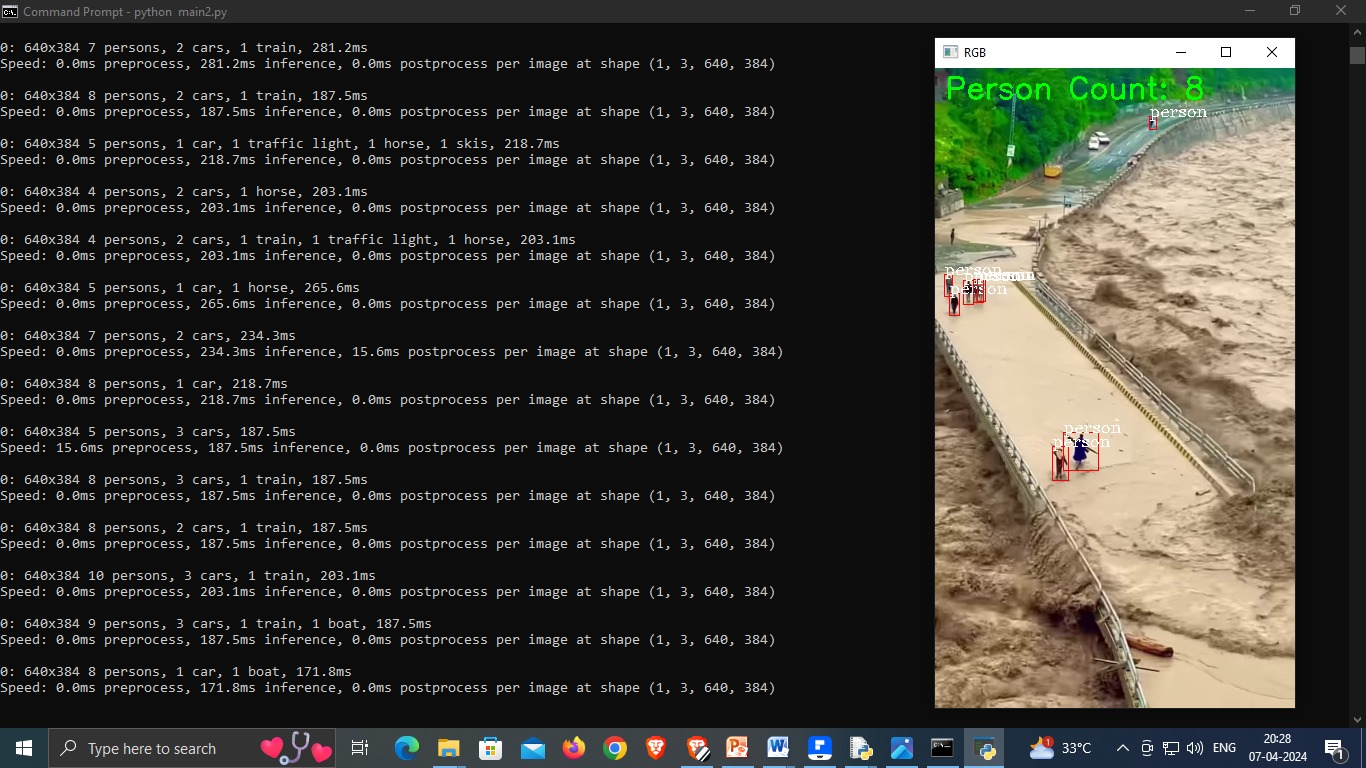 Command Prompt - python  main2.py
0: 640x384 7 persons, 2 cars, 1 train, 281.2ms
Speed: 0.0ms preprocess, 281.2ms inference, 0.0ms postprocess per image at shape (1, 3, 640, 384)
0: 640x384 8 persons, 2 cars, 1 train, 187.5ms
Speed: 0.0ms preprocess, 187.5ms inference, 0.0ms postprocess per image at shape (1, 3, 640, 384)
0: 640x384 5 persons, 1 car, 1 traffic light, 1 horse, 1 skis, 218.7ms
Speed: 0.0ms preprocess, 218.7ms inference, 0.0ms postprocess per image at shape (1, 3, 640, 384)
0: 640x384 4 persons, 2 cars, 1 horse, 203.1ms
Speed: 0.0ms preprocess, 203.1ms inference, 0.0ms postprocess per image at shape (1, 3, 640, 384)
0: 640x384 4 persons, 2 cars, 1 train, 1 traffic light, 1 horse, 203.1ms
Speed: 0.0ms preprocess, 203.1ms inference, 0.0ms postprocess per image at shape (1, 3, 640, 384)
0: 640x384 5 persons, 1 car, 1 horse, 265.6ms
Speed: 0.0ms preprocess, 265.6ms inference, 0.0ms postprocess per image at shape (1, 3, 640, 384)
0: 640x384 7 persons, 2 cars, 234.3ms
Speed: 0.0ms preprocess, 234.3ms inference, 15.6ms postprocess per image at shape (1, 3, 640, 384)
0: 640x384 8 persons, 1 car, 218.7ms
Speed: 0.0ms preprocess, 218.7ms inference, 0.0ms postprocess per image at shape (1, 3, 640, 384)
0: 640x384 5 persons, 3 cars, 187.5ms
Speed: 15.6ms preprocess, 187.5ms inference, 0.0ms postprocess per image at shape (1, 3, 640, 384)
0: 640x384 8 persons, 3 cars, 1 train, 187.5ms
Speed: 0.0ms preprocess, 187.5ms inference, 0.0ms postprocess per image at shape (1, 3, 640, 384)
0: 640x384 8 persons, 2 cars, 1 train, 187.5ms
Speed: 0.0ms preprocess, 187.5ms inference, 0.0ms postprocess per image at shape (1, 3, 640, 384)
0: 640x384 10 persons, 3 cars, 1 train, 203.1ms
Speed: 0.0ms preprocess, 203.1ms inference, 0.0ms postprocess per image at shape (1, 3, 640, 384)
0: 640x384 9 persons, 3 cars, 1 train, 1 boat, 187.5ms
Speed: 0.0ms preprocess, 187.5ms inference, 0.0ms postprocess per image at shape (1, 3, 640, 384)
0: 640x384 8 persons, 1 car, 1 boat, 171.8ms
Speed: 0.0ms preprocess, 171.8ms inference, 0.0ms postprocess per image at shape (1, 3, 640, 384)
RGB
Person Count: 8
person
person
person
person
person
Type here to search
33°C
ENG
20:28
07-04-2024